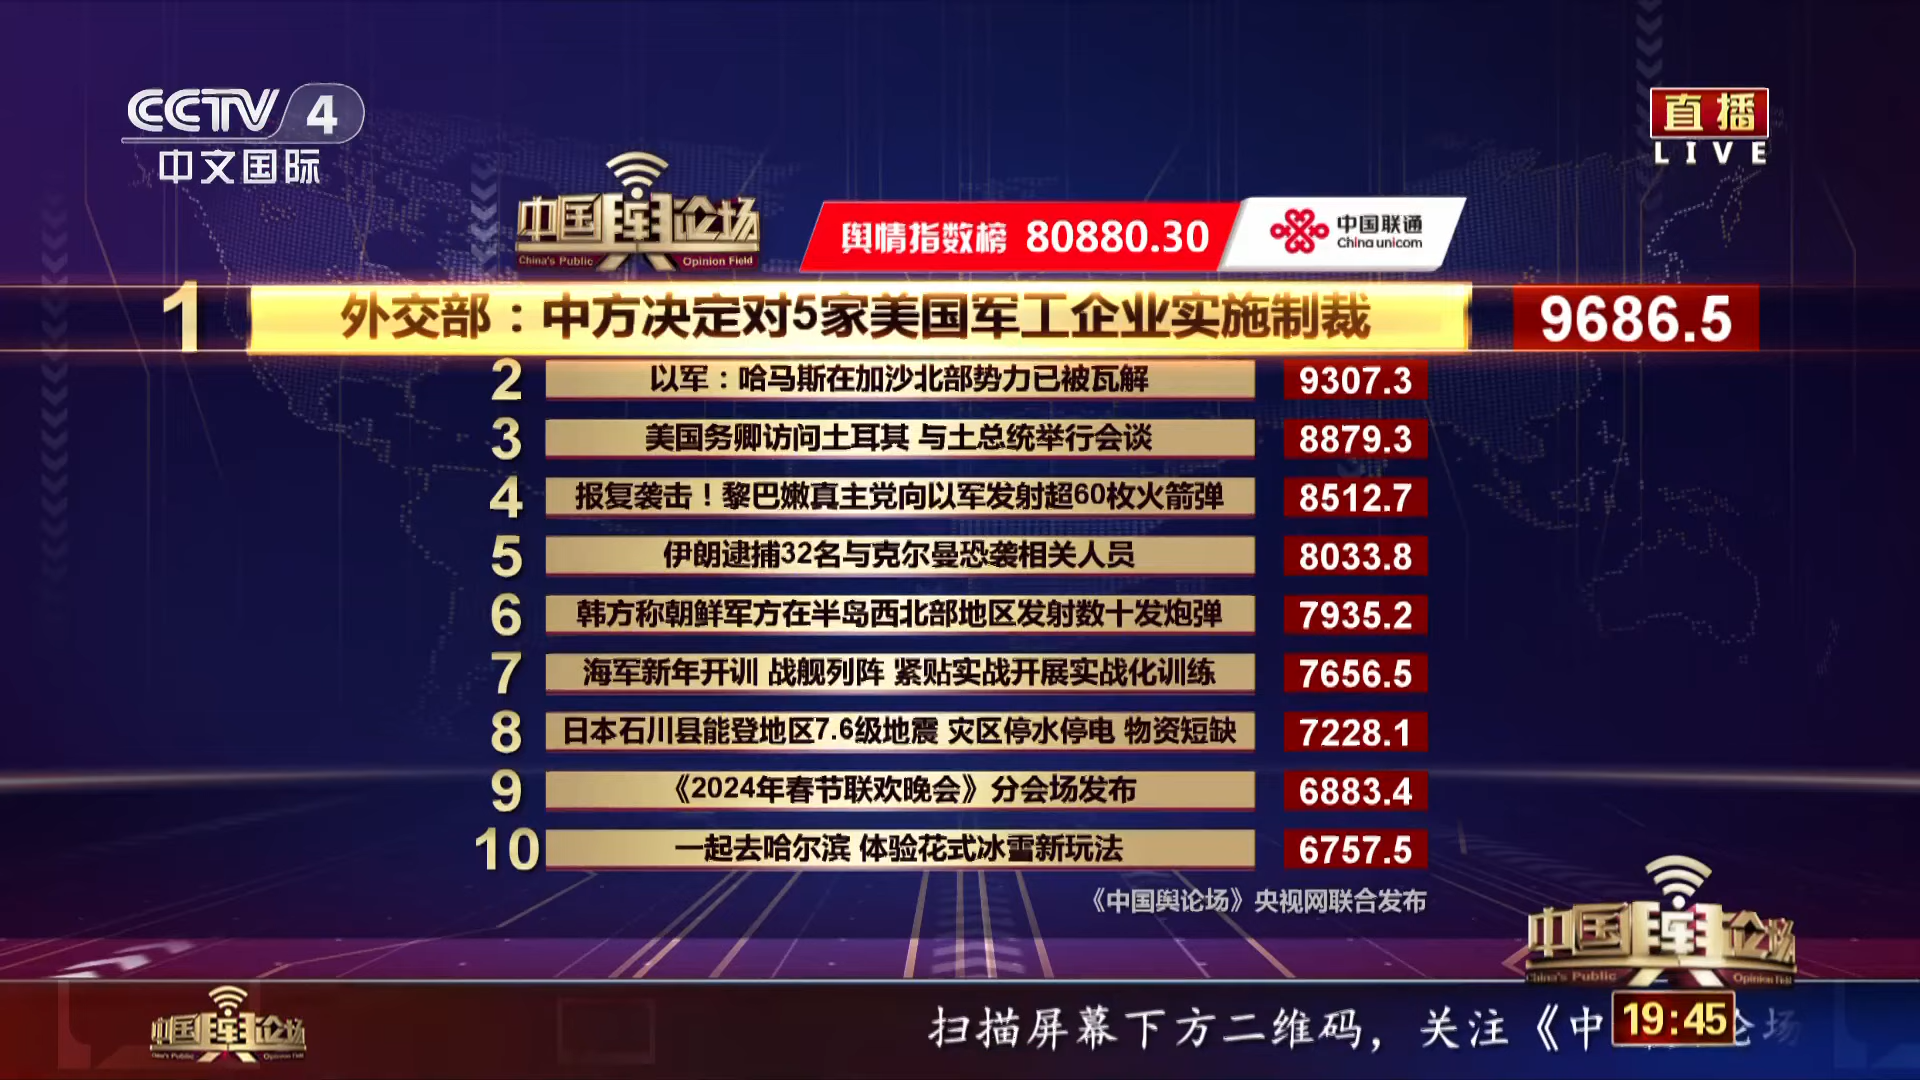 CCTV 4
中文国际
直播
LIVE
中国舆论场
China's Public Opinion Field
舆情指数榜 80880.30
中国联通
China unicom
1 外交部：中方决定对5家美国军工企业实施制裁 9686.5
2 以军：哈马斯在加沙北部势力已被瓦解 9307.3
3 美国务卿访问土耳其 与土总统举行会谈 8879.3
4 报复袭击！黎巴嫩真主党向以军发射超60枚火箭弹 8512.7
5 伊朗逮捕32名与克尔曼恐袭相关人员 8033.8
6 韩方称朝鲜军方在半岛西北部地区发射数十发炮弹 7935.2
7 海军新年开训 战舰列阵 紧贴实战开展实战化训练 7656.5
8 日本石川县能登地区7.6级地震 灾区停水停电 物资短缺 7228.1
9 《2024年春节联欢晚会》分会场发布 6883.4
10 一起去哈尔滨 体验花式冰雪新玩法 6757.5
《中国舆论场》央视网联合发布
中国舆论场
China's Public Opinion Field
中国舆论场
China's Public Opinion Field
扫描屏幕下方二维码，关注《中
论场
19:45